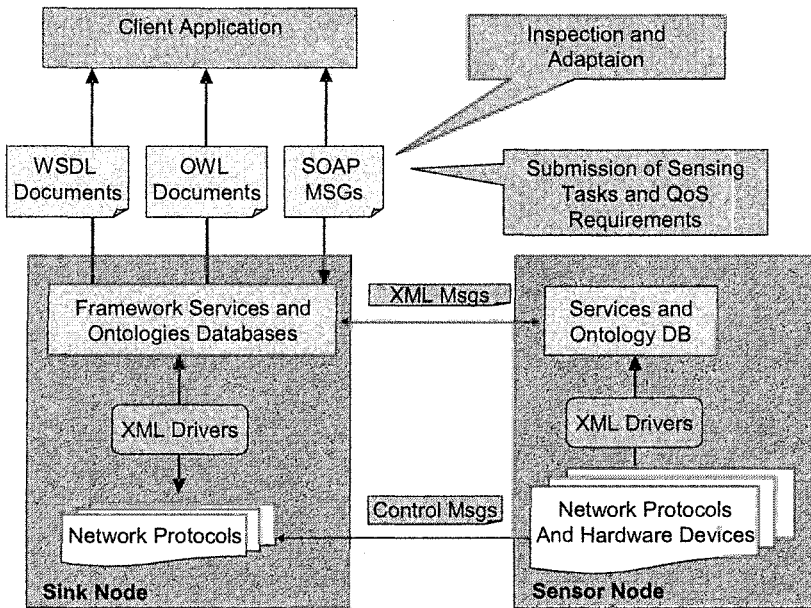 Client Application
Inspection and
Adaptaion
WSDL
Documents
OWL
Documents
SOAP
MSGs
Submission of Sensing
Tasks and QoS
Requirements
Framework Services and
Ontologies Databases
XML Msgs
Services and
Ontology DB
XML Drivers
XML Drivers
Network Protocols
Control Msgs
Network Protocols
And Hardware Devices
Sink Node
Sensor Node